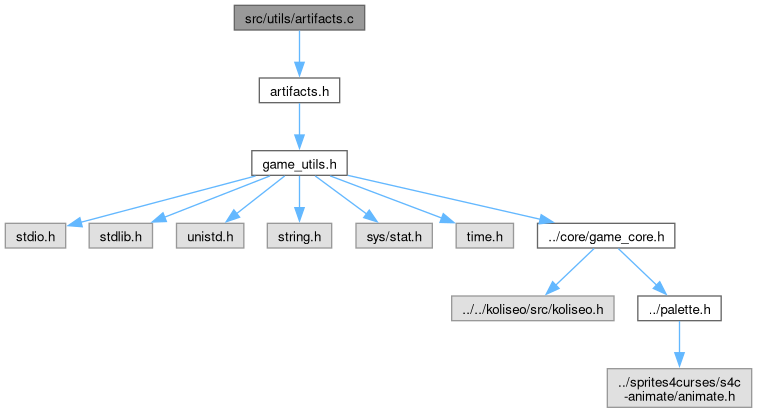 src/utils/artifacts.c
artifacts.h
game_utils.h
stdio.h
stdlib.h
unistd.h
string.h
sys/stat.h
time.h
../core/game_core.h
../../koliseo/src/koliseo.h
../palette.h
../sprites4curses/s4c
-animate/animate.h